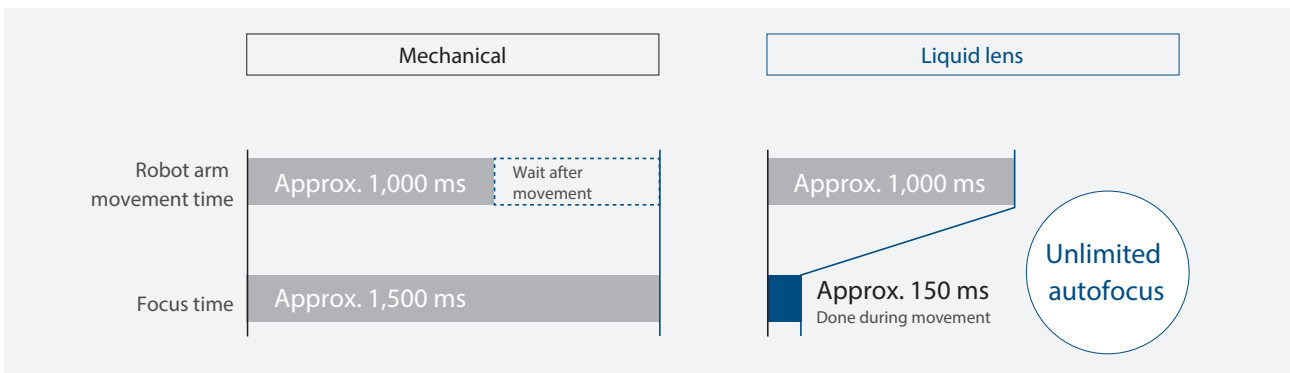 Mechanical
Liquid lens
Robot arm
movement time
Approx. 1,000 ms
Wait after
movement
Approx. 1,000 ms
Focus time
Approx. 1,500 ms
Approx. 150 ms
Done during movement
Unlimited
autofocus